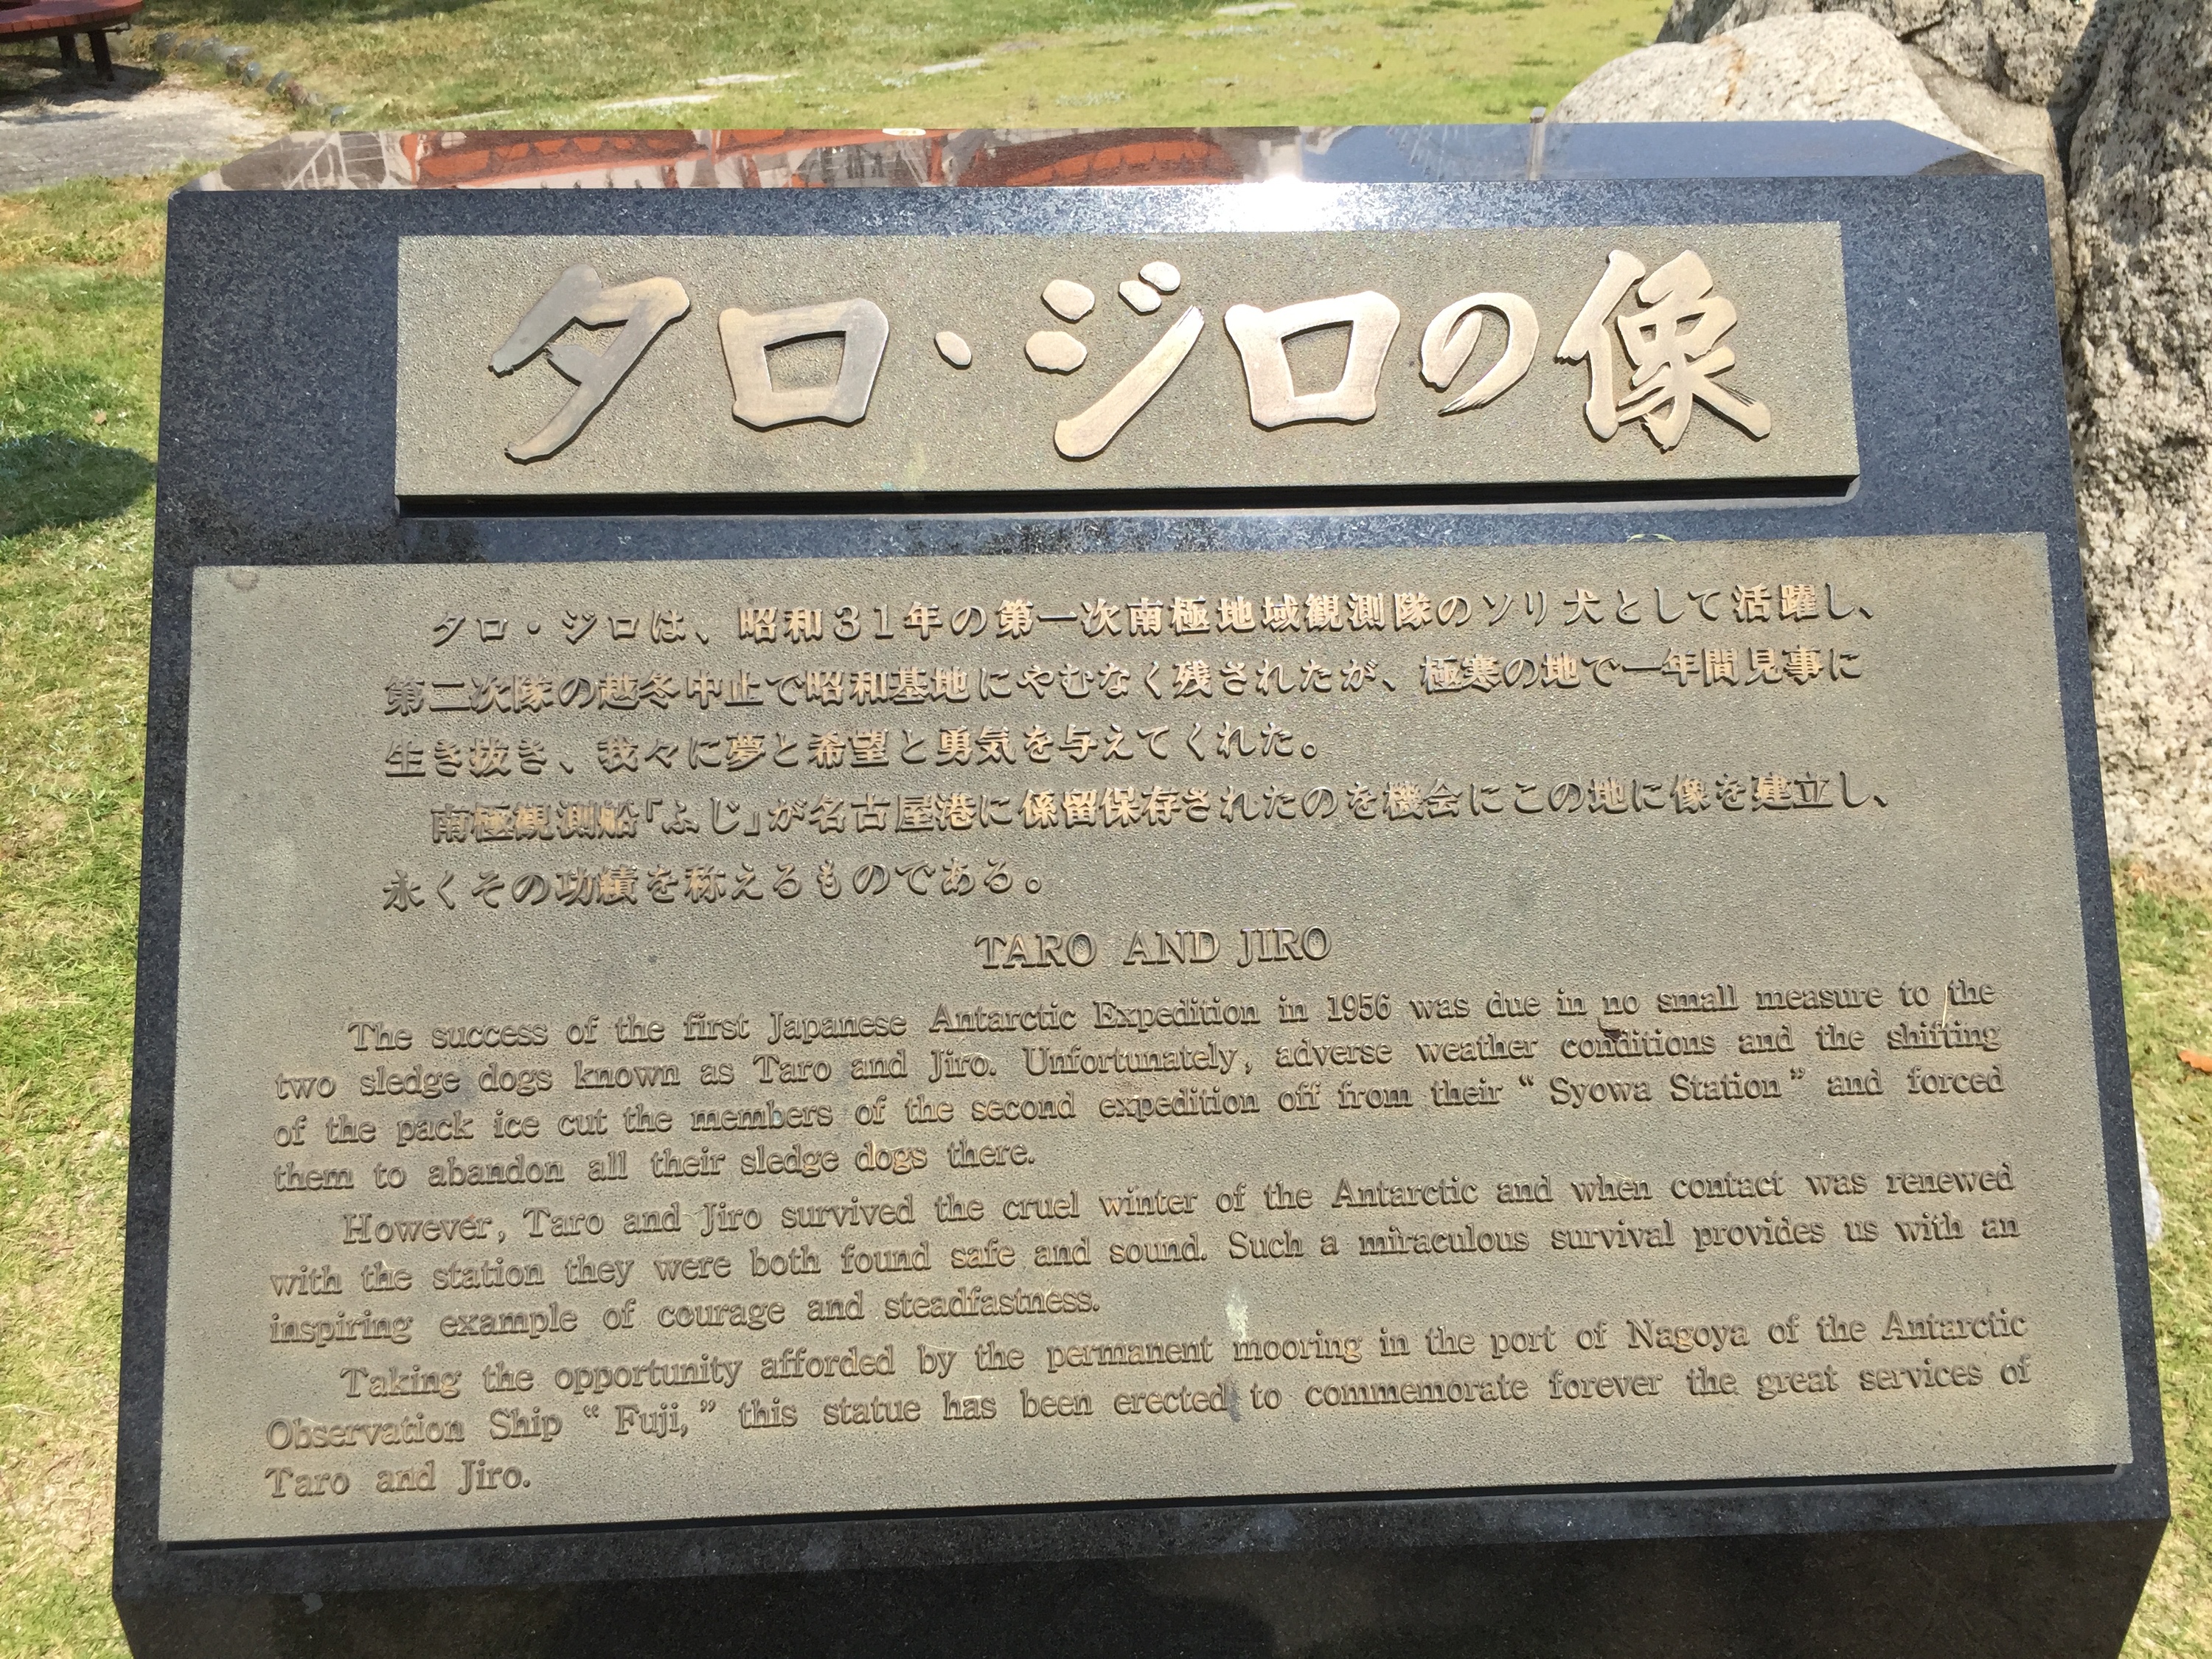 タロ・ジロの像
タロ・ジロは、昭和31年の第一次南極地域観測隊のソリ犬として活躍し、
第二次隊の越冬中止で昭和基地にやむなく残されたが、極寒の地で一年間見事に
生き抜き、我々に夢と希望と勇気を与えてくれた。
南極観測船「ふじ」が名古屋港に係留保存されたのを機会にこの地に像を建立し、
永くその功績を称えるものである。
TARO AND JIRO
The success of the first Japanese Antarctic Expedition in 1956 was due in no small measure to the
two sledge dogs known as Taro and Jiro. Unfortunately, adverse weather conditions and the shifting
of the pack ice cut the members of the second expedition off from their “Syowa Station” and forced
them to abandon all their sledge dogs there.
However, Taro and Jiro survived the cruel winter of the Antarctic and when contact was renewed
with the station they were both found safe and sound. Such a miraculous survival provides us with an
inspiring example of courage and steadfastness.
Taking the opportunity afforded by the permanent mooring in the port of Nagoya of the Antarctic
Observation Ship “Fuji,” this statue has been erected to commemorate forever the great services of
Taro and Jiro.